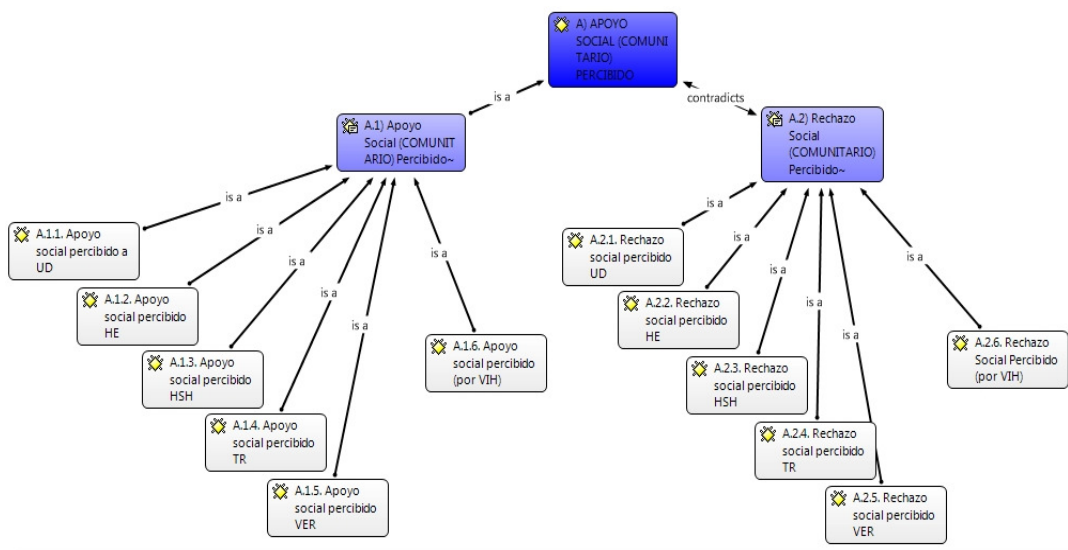 A) APOYO
SOCIAL (COMUNI
TARIO)
PERCIBIDO
is a
contradicts
A.1) Apoyo
Social (COMUNIT
ARIO) Percibido~
A.2) Rechazo
Social
(COMUNITARIO)
Percibido~
is a
is a
is a
is a
is a
is a
is a
is a
is a
is a
is a
is a
A.1.1. Apoyo
social percibido a
UD
A.1.2. Apoyo
social percibido
HE
A.1.3. Apoyo
social percibido
HSH
A.1.4. Apoyo
social percibido
TR
A.1.5. Apoyo
social percibido
VER
A.1.6. Apoyo
social percibido
(por VIH)
A.2.1. Rechazo
social percibido
UD
A.2.2. Rechazo
social percibido
HE
A.2.3. Rechazo
social percibido
HSH
A.2.4. Rechazo
social percibido
TR
A.2.5. Rechazo
social percibido
VER
A.2.6. Rechazo
Social Percibido
(por VIH)